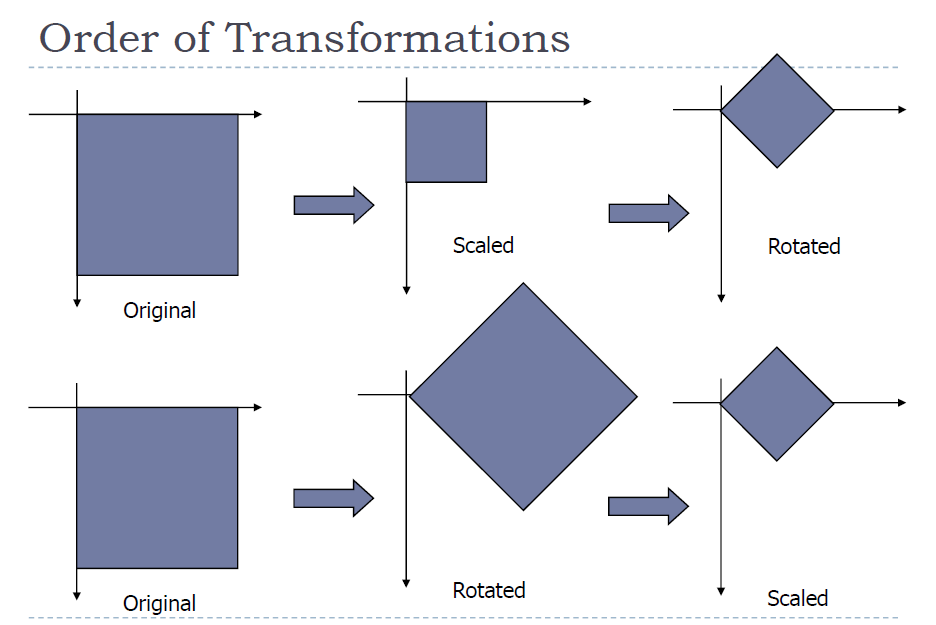 Order of Transformations
Scaled
Rotated
Original
Rotated
Scaled
Original